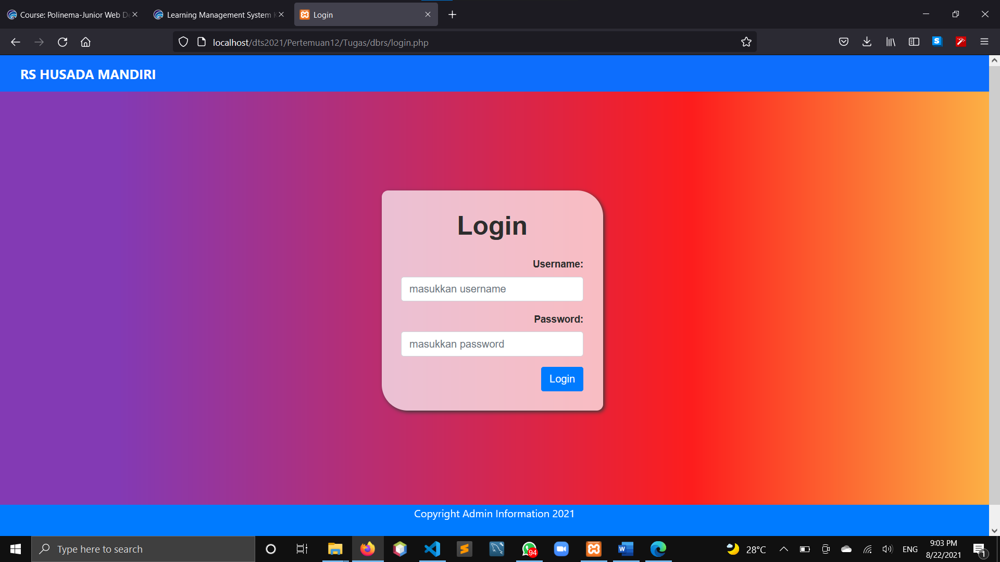 Course: Polinema-Junior Web De
Learning Management System K
Login
localhost/dts2021/Pertemuan12/Tugas/dbrs/login.php
RS HUSADA MANDIRI
Login
Username:
masukkan username
Password:
masukkan password
Login
Copyright Admin Information 2021
Type here to search
94
28°C
ENG
9:03 PM
8/22/2021
1